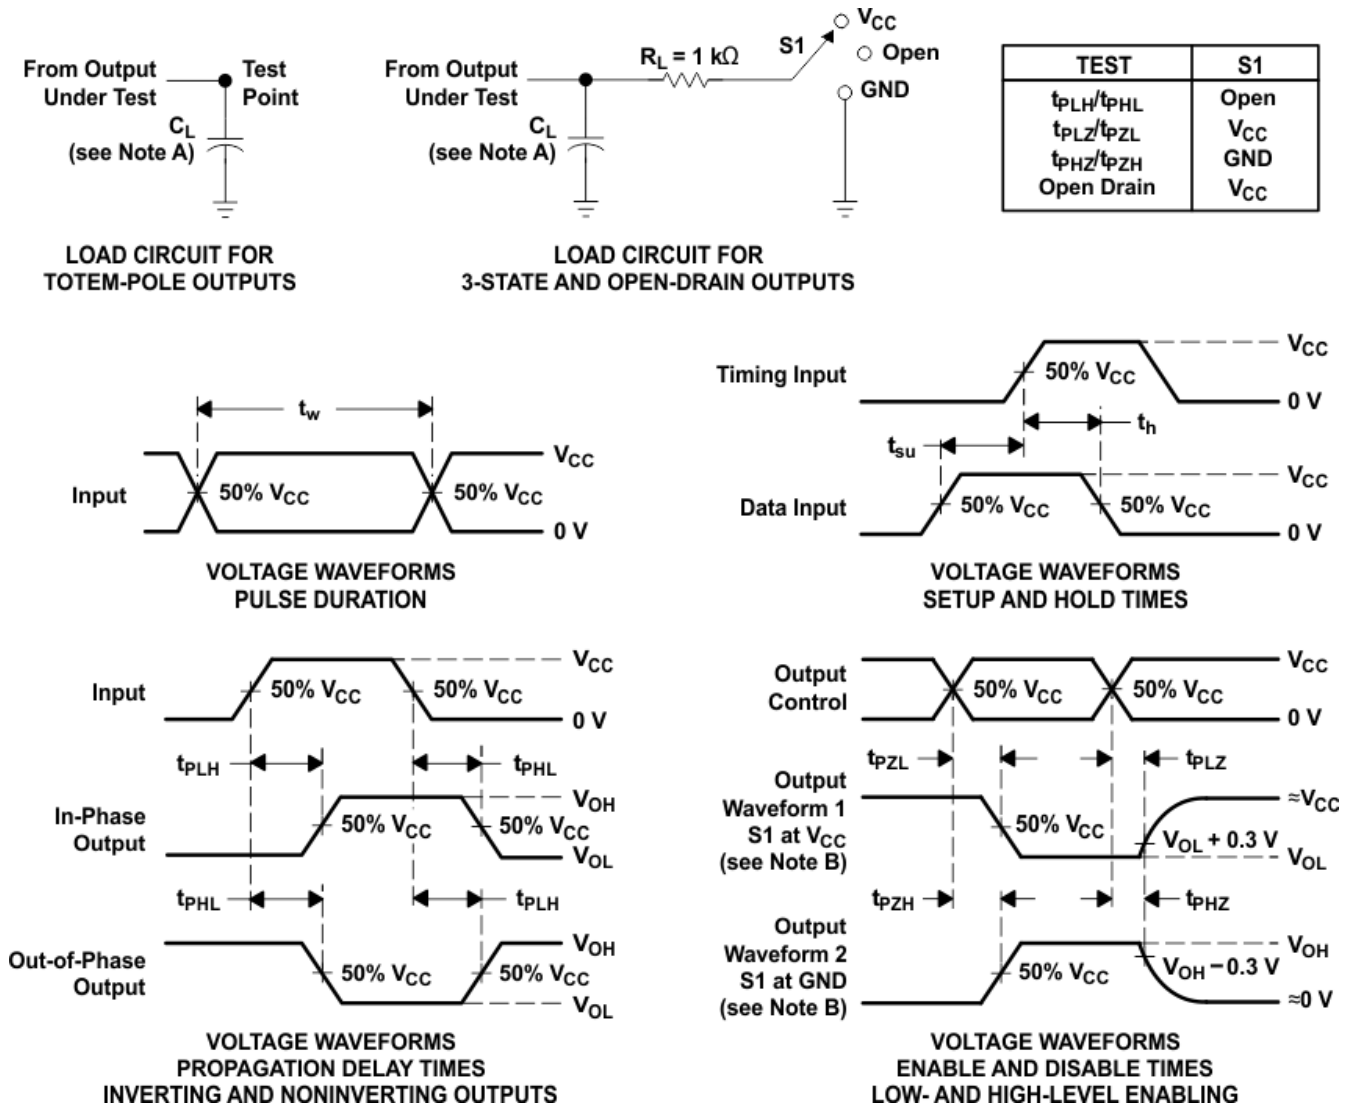 From Output
Under Test
Test
Point
CL
(see Note A)
LOAD CIRCUIT FOR
TOTEM-POLE OUTPUTS
From Output
Under Test
RL = 1 kΩ
S1
VCC
Open
GND
CL
(see Note A)
LOAD CIRCUIT FOR
3-STATE AND OPEN-DRAIN OUTPUTS
TEST S1
tPLH/tPHL Open
tPLZ/tPZL VCC
tPHZ/tPZH GND
Open Drain VCC
tw
Input
50% VCC
50% VCC
VCC
0 V
VOLTAGE WAVEFORMS
PULSE DURATION
Timing Input
50% VCC
VCC
0 V
th
tsu
Data Input
50% VCC
50% VCC
VCC
0 V
VOLTAGE WAVEFORMS
SETUP AND HOLD TIMES
Input
50% VCC
50% VCC
VCC
0 V
tPLH
tPHL
In-Phase
Output
50% VCC
50% VCC
VOH
VOL
tPHL
tPLH
Out-of-Phase
Output
50% VCC
50% VCC
VOH
VOL
VOLTAGE WAVEFORMS
PROPAGATION DELAY TIMES
INVERTING AND NONINVERTING OUTPUTS
Output
Control
50% VCC
50% VCC
VCC
0 V
tPZL
tPLZ
Output
Waveform 1
S1 at VCC
(see Note B)
50% VCC
VOL + 0.3 V
≈VCC
VOL
tPZH
tPHZ
Output
Waveform 2
S1 at GND
(see Note B)
50% VCC
VOH − 0.3 V
VOH
≈0 V
VOLTAGE WAVEFORMS
ENABLE AND DISABLE TIMES
LOW- AND HIGH-LEVEL ENABLING